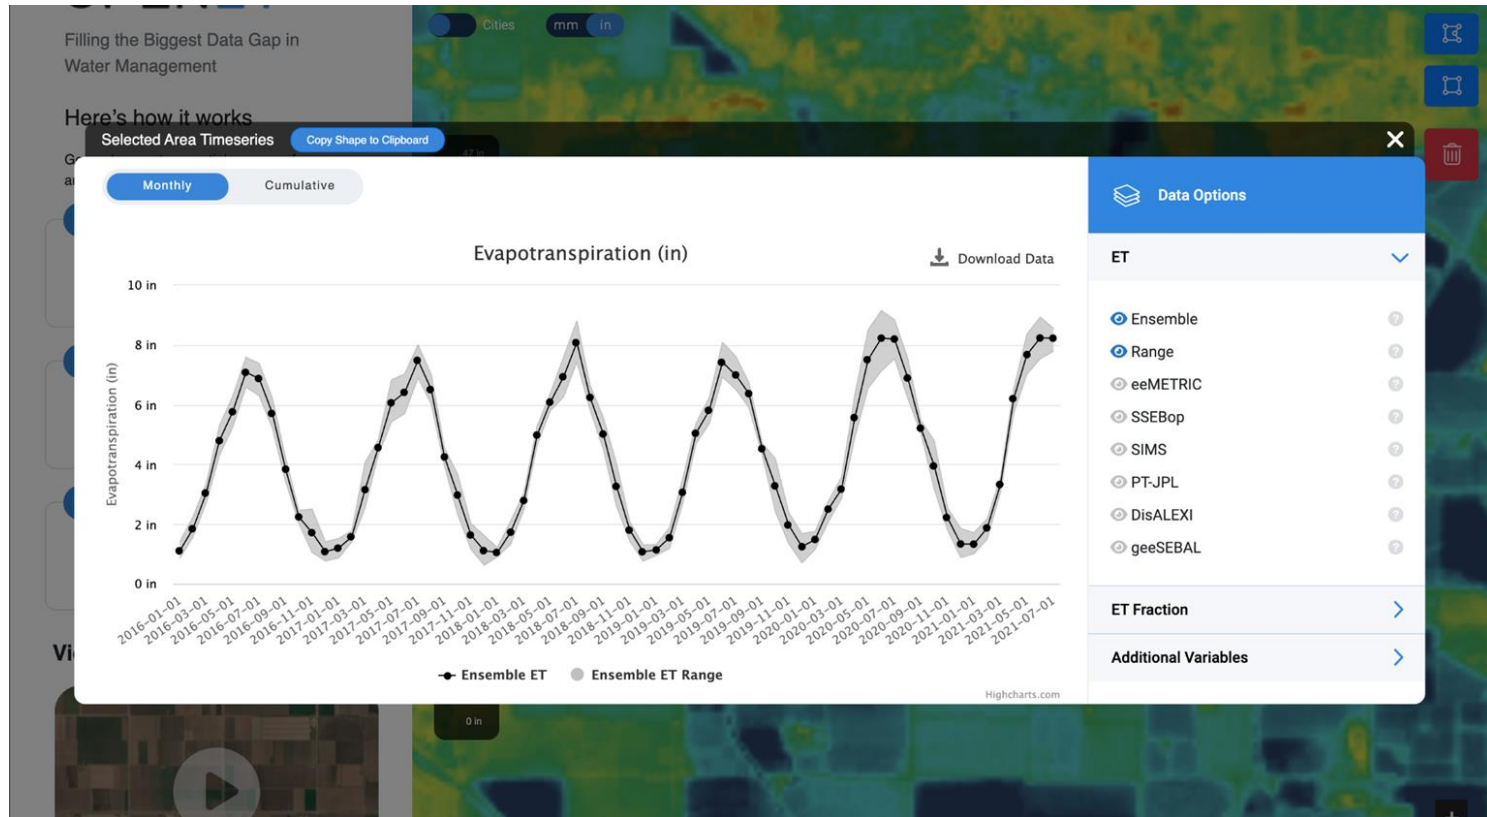 Filling the Biggest Data Gap in
Water Management
Cities
mm in
Here's how it works
Selected Area Timeseries
Copy Shape to Clipboard
47 in
Monthly
Cumulative
Data Options
Evapotranspiration (in)
Download Data
ET
10 in
8 in
6 in
4 in
2 in
0 in
Evapotranspiration (in)
Ensemble
Range
eeMETRIC
SSEBop
SIMS
PT-JPL
DisALEXI
geeSEBAL
ET Fraction
Additional Variables
2016-01-01
2016-03-01
2016-05-01
2016-07-01
2016-09-01
2016-11-01
2017-01-01
2017-03-01
2017-05-01
2017-07-01
2017-09-01
2017-11-01
2018-01-01
2018-03-01
2018-05-01
2018-07-01
2018-09-01
2018-11-01
2019-01-01
2019-03-01
2019-05-01
2019-07-01
2019-09-01
2019-11-01
2020-01-01
2020-03-01
2020-05-01
2020-07-01
2020-09-01
2020-11-01
2021-01-01
2021-03-01
2021-05-01
2021-07-01
Ensemble ET
Ensemble ET Range
Highcharts.com
0 in